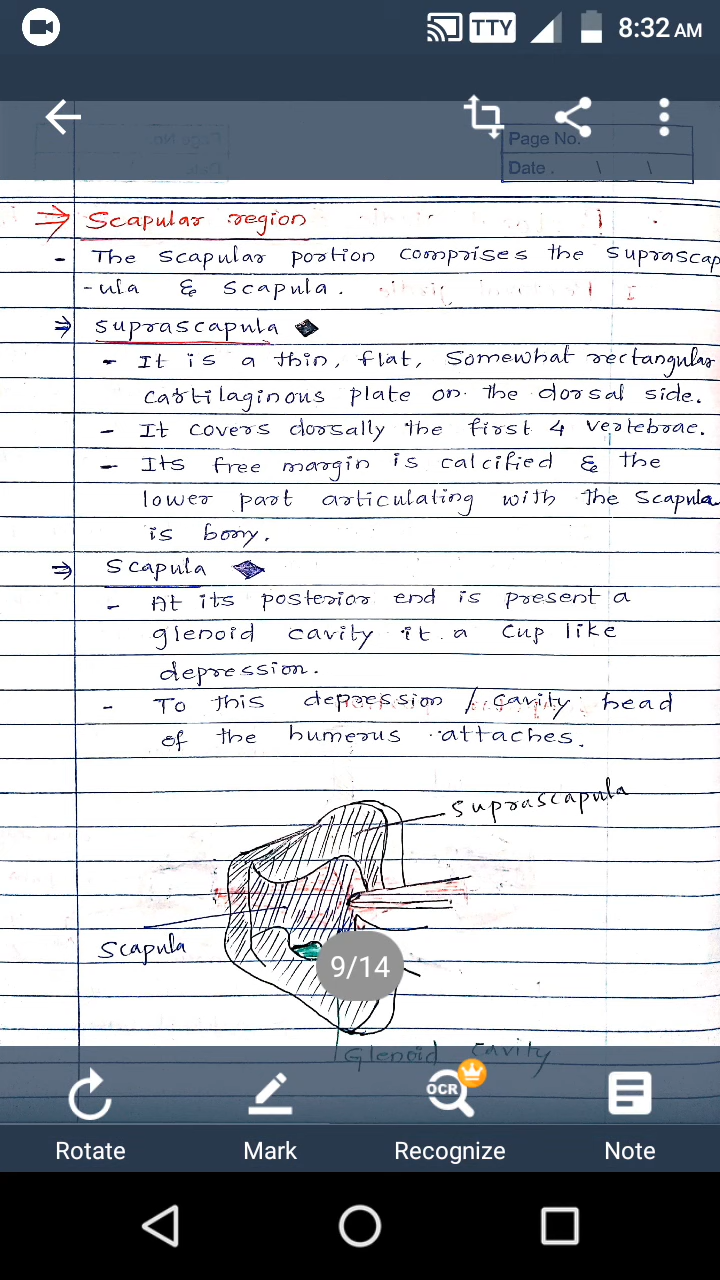 TTY 8:32 AM
Page No.
Date. \ \
⇒ Scapular region
- The scapular portion comprises the suprascap
-ula & scapula.
⇒ suprascapula
- It is a thin, flat, somewhat rectangular
cartilaginous plate on the dorsal side.
- It covers dorsally the first 4 vertebrae.
- Its free margin is calcified & the
lower part articulating with the scapula
is bony.
⇒ Scapula
- At its posterior end is present a
glenoid cavity it. a cup like
depression.
- To this depression / cavity head
of the humerus attaches.
suprascapula
Scapula
9/14
Glenoid cavity
OCR
Rotate Mark Recognize Note